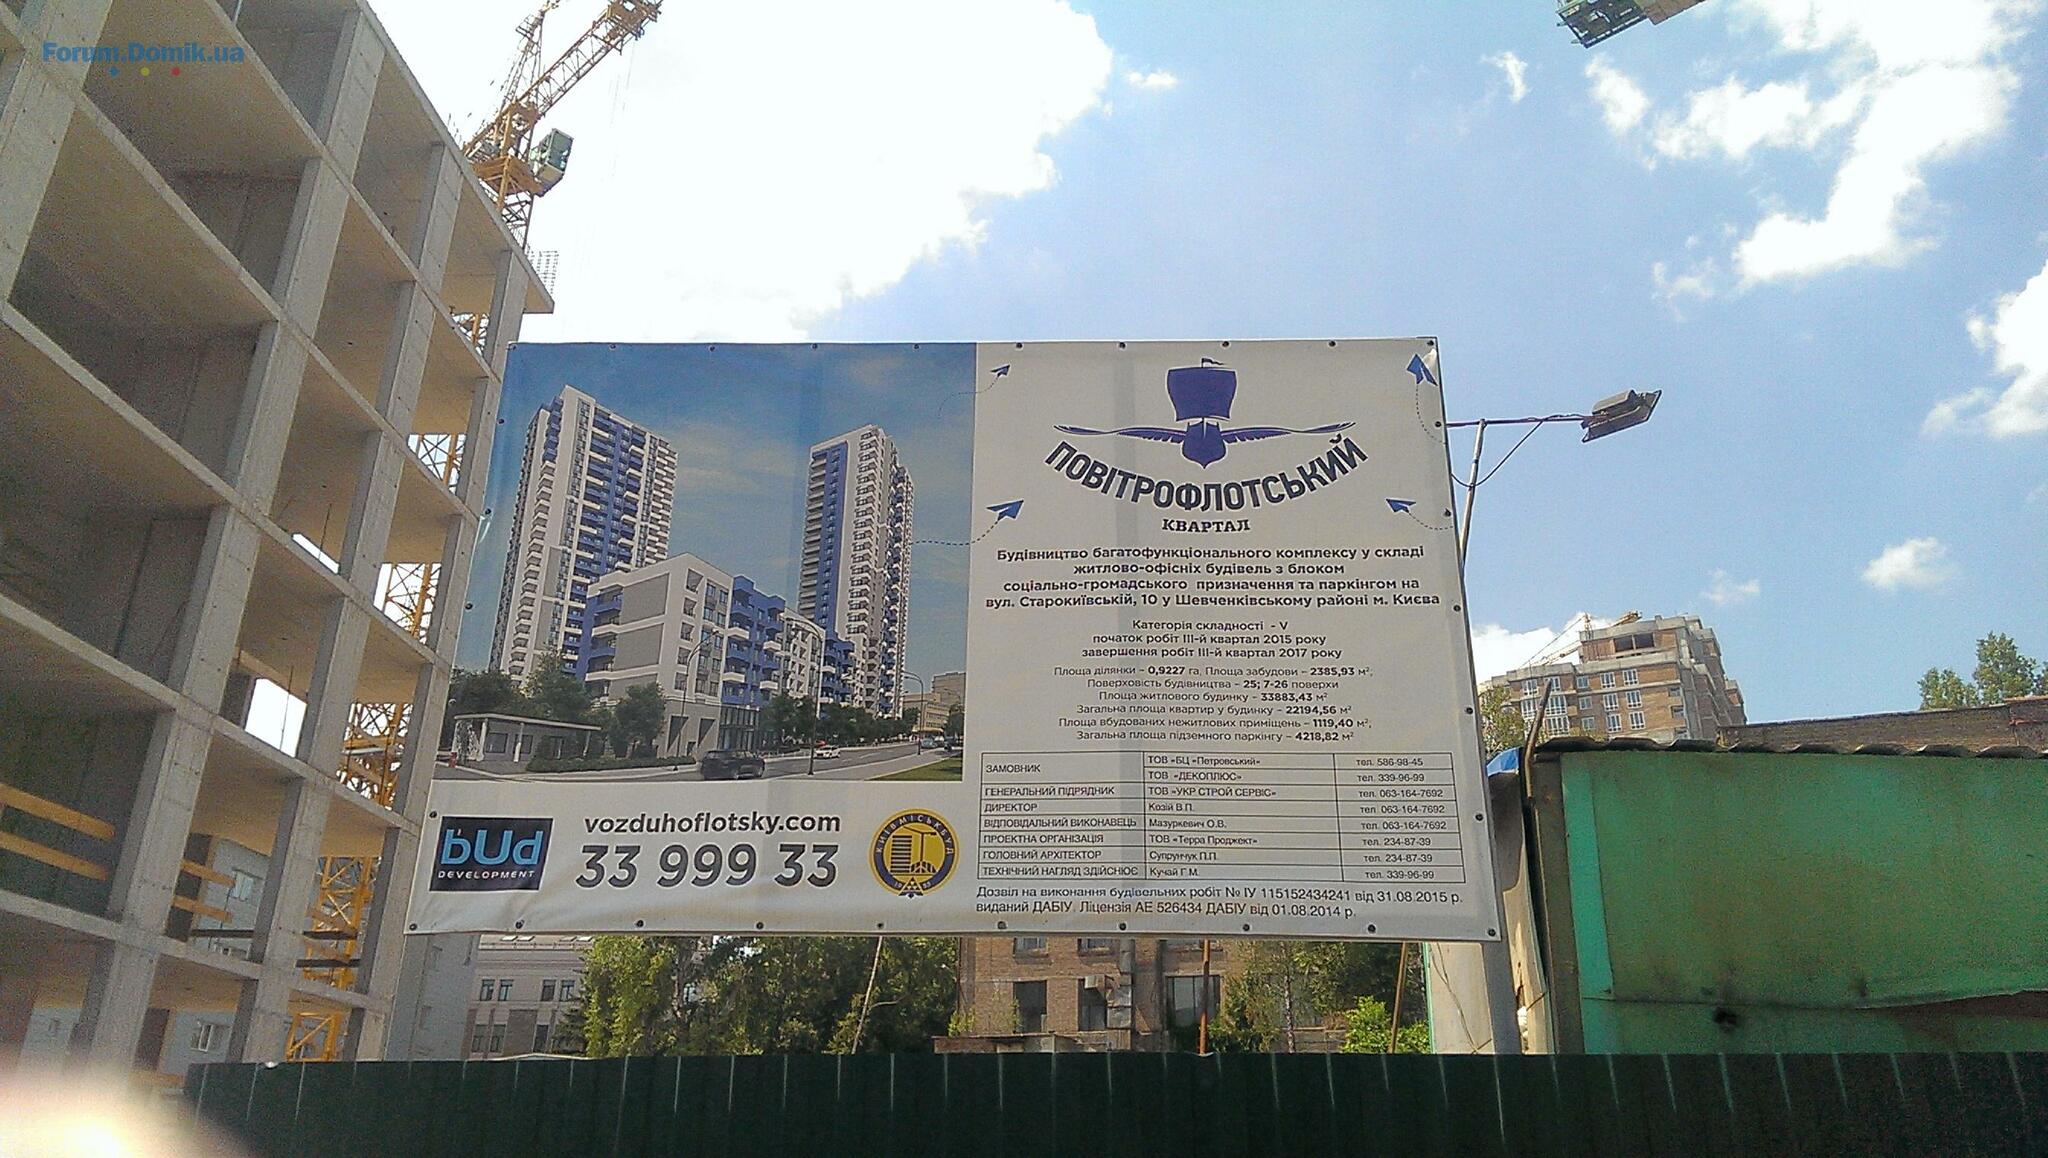 Forum.Domik.ua
ПОВІТРОФЛОТСЬКИЙ
КВАРТАЛ
Будівництво багатофункціонального комплексу у складі
житлово-офісніх будівель з блоком
соціально-громадського призначення та паркінгом на
вул. Старокиївській, 10 у Шевченківському районі м. Києва
Категорія складності - V
початок робіт III-й квартал 2015 року
завершення робіт III-й квартал 2017 року
Площа ділянки – 0,9227 га, Площа забудови – 2385,93 м²,
Поверховість будівництва – 25; 7-26 поверхи
Площа житлового будинку – 33883,43 м²
Загальна площа квартир у будинку – 22194,56 м²
Площа вбудованих нежитлових приміщень – 1119,40 м²;
Загальна площа підземного паркінгу – 4218,82 м²
ЗАМОВНИК ТОВ «БЦ «Петровський» тел. 586-98-45
ТОВ «ДЕКОПЛЮС» тел. 339-96-99
ГЕНЕРАЛЬНИЙ ПІДРЯДНИК ТОВ «УКР СТРОЙ СЕРВІС» тел. 063-164-7692
ДИРЕКТОР Козій В.П. тел. 063-164-7692
ВІДПОВІДАЛЬНИЙ ВИКОНАВЕЦЬ Мазуркевич О.В. тел. 063-164-7692
ПРОЕКТНА ОРГАНІЗАЦІЯ ТОВ «Терра Проджект» тел. 234-87-39
ГОЛОВНИЙ АРХІТЕКТОР Супрунчук П.П. тел. 234-87-39
ТЕХНІЧНИЙ НАГЛЯД ЗДІЙСНЮЄ Кучай Г.М. тел. 339-96-99
Дозвіл на виконання будівельних робіт № IУ 115152434241 від 31.08.2015 р.
виданий ДАБІУ. Ліцензія АЕ 526434 ДАБІУ від 01.08.2014 р.
bUd
DEVELOPMENT
vozduhoflotsky.com
33 999 33
КИЇВМІСЬКБУД